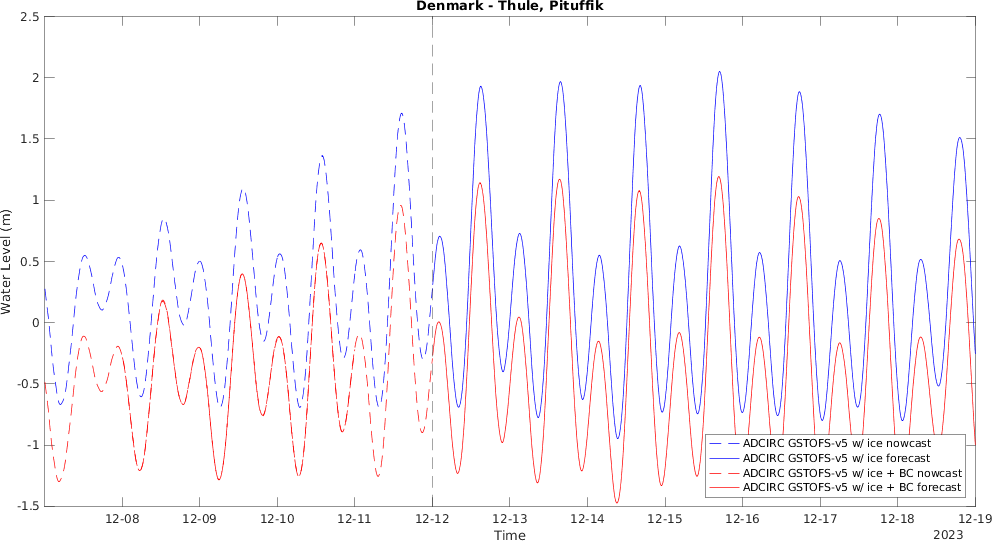 Denmark - Thule, Pituffik
2.5
2
1.5
1
0.5
0
-0.5
-1
-1.5
Water Level (m)
ADCIRC GSTOFS-v5 w/ ice nowcast
ADCIRC GSTOFS-v5 w/ ice forecast
ADCIRC GSTOFS-v5 w/ ice + BC nowcast
ADCIRC GSTOFS-v5 w/ ice + BC forecast
12-08 12-09 12-10 12-11 12-12 12-13 12-14 12-15 12-16 12-17 12-18 12-19
Time
2023